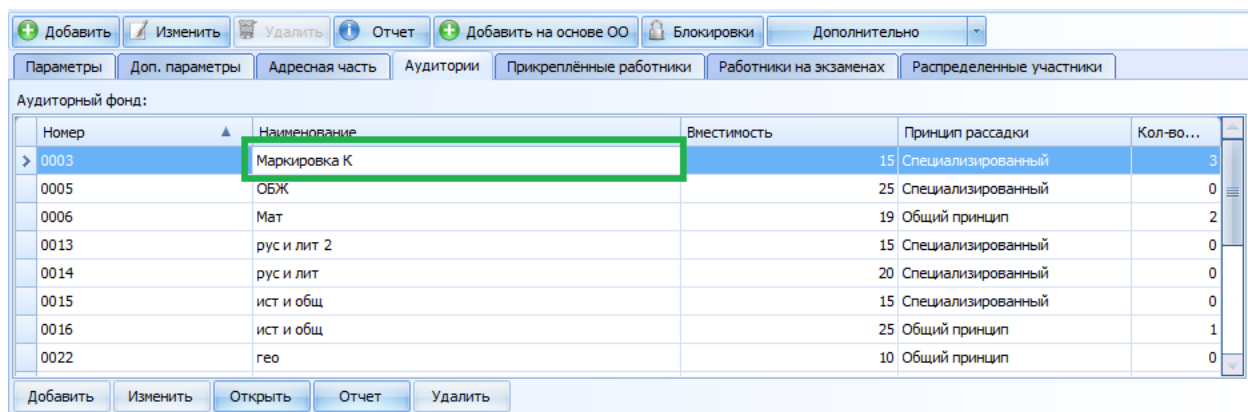 Добавить Изменить Удалить Отчет Добавить на основе ОО Блокировки Дополнительно
Параметры Доп. параметры Адресная часть Аудитории Прикреплённые работники Работники на экзаменах Распределенные участники
Аудиторный фонд:
Номер Наименование Вместимость Принцип рассадки Кол-во...
0003 Маркировка К 15 Специализированный 3
0005 ОБЖ 25 Специализированный 0
0006 Мат 19 Общий принцип 2
0013 рус и лит 2 15 Специализированный 0
0014 рус и лит 20 Специализированный 0
0015 ист и общ 15 Специализированный 0
0016 ист и общ 25 Общий принцип 1
0022 гео 10 Общий принцип 0
Добавить Изменить Открыть Отчет Удалить